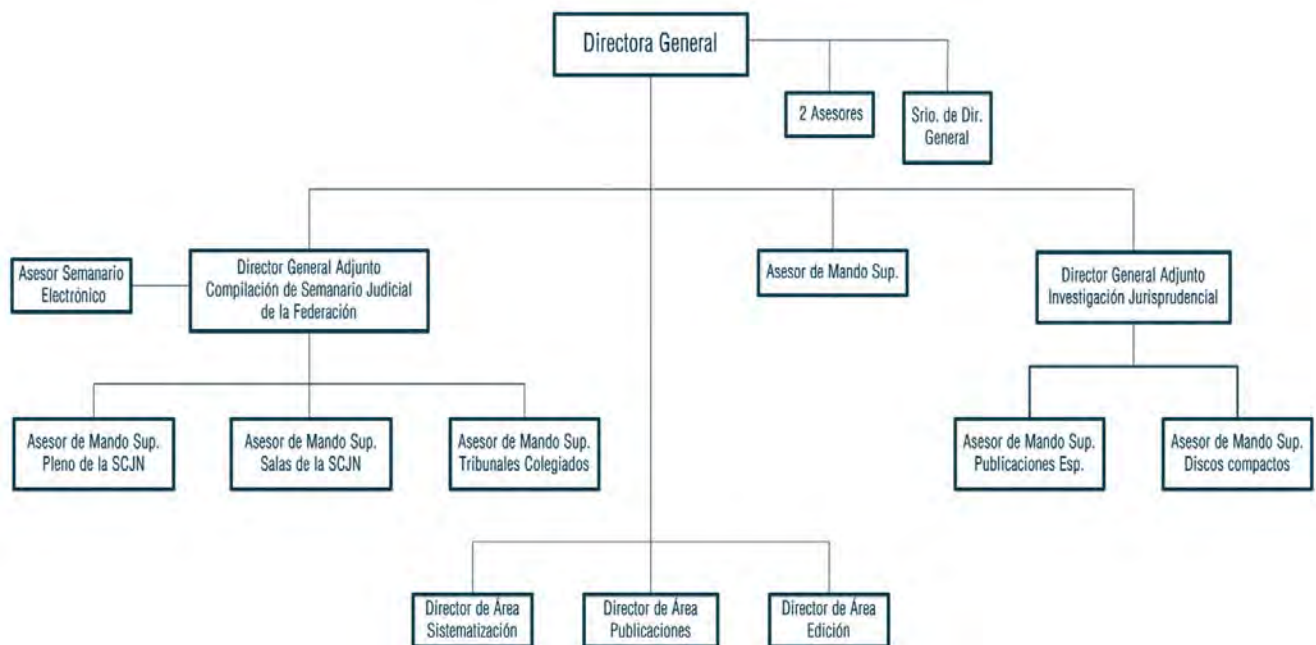 Directora General
2 Asesores
Srio. de Dir.
General
Asesor Semanario
Electrónico
Director General Adjunto
Compilación de Semanario Judicial
de la Federación
Asesor de Mando Sup.
Director General Adjunto
Investigación Jurisprudencial
Asesor de Mando Sup.
Pleno de la SCJN
Asesor de Mando Sup.
Salas de la SCJN
Asesor de Mando Sup.
Tribunales Colegiados
Asesor de Mando Sup.
Publicaciones Esp.
Asesor de Mando Sup.
Discos compactos
Director de Área
Sistematización
Director de Área
Publicaciones
Director de Área
Edición